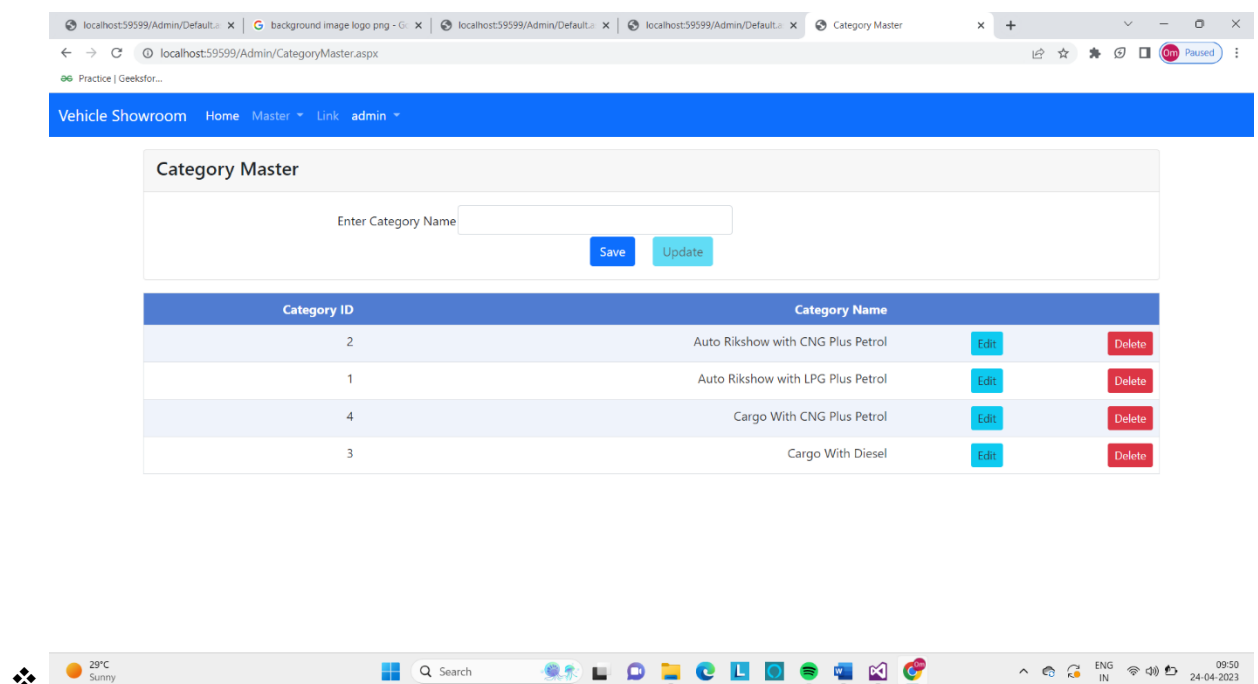 localhost:59599/Admin/Default.a
background image logo png - Go
localhost:59599/Admin/Default.a
localhost:59599/Admin/Default.a
Category Master
localhost:59599/Admin/CategoryMaster.aspx
Om Paused
Practice | Geeksfor...
Vehicle Showroom Home Master Link admin
Category Master
Enter Category Name
Save Update
Category ID Category Name
2 Auto Rikshow with CNG Plus Petrol Edit Delete
1 Auto Rikshow with LPG Plus Petrol Edit Delete
4 Cargo With CNG Plus Petrol Edit Delete
3 Cargo With Diesel Edit Delete
29°C
Sunny
Search
ENG
IN
09:50
24-04-2023